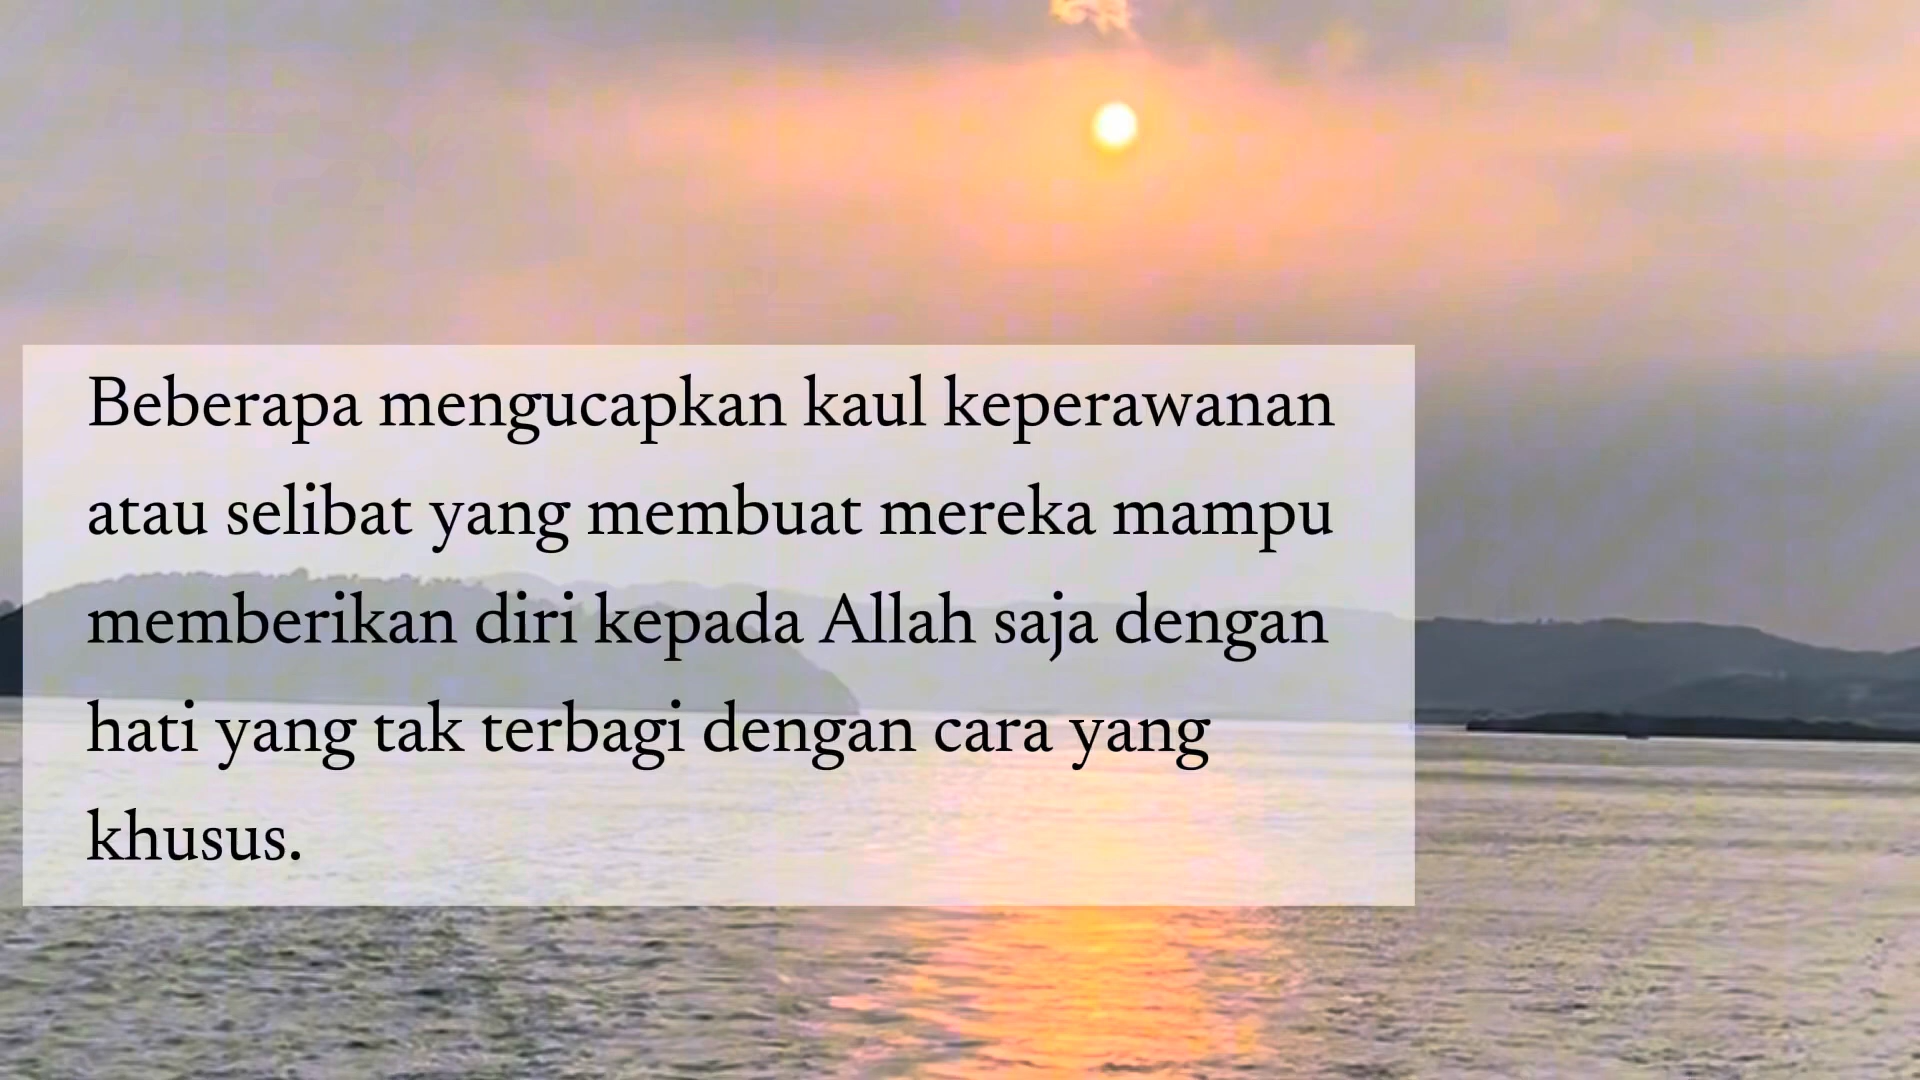 Beberapa mengucapkan kaul keperawanan
atau selibat yang membuat mereka mampu
memberikan diri kepada Allah saja dengan
hati yang tak terbagi dengan cara yang
khusus.